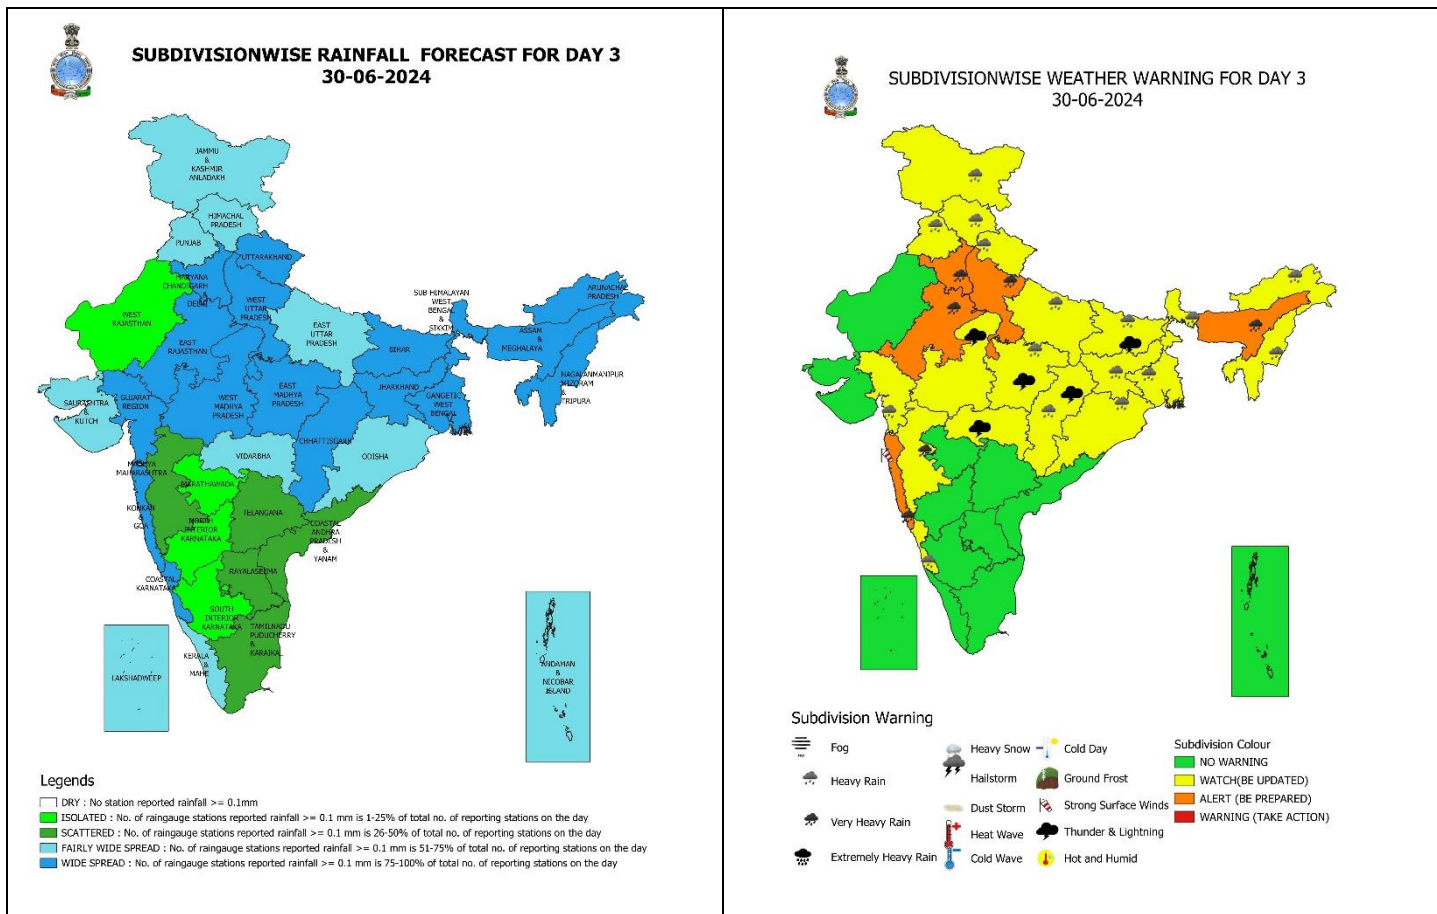 SUBDIVISIONWISE RAINFALL FORECAST FOR DAY 3
30-06-2024
JAMMU
&
KASHMIR
ANLADAKH
HIMACHAL
PRADESH
PUNJAB
UTTARAKHAND
HARYANA
CHANDIGARH
&
DELHI
WEST
UTTAR
PRADESH
WEST
RAJASTHAN
EAST
RAJASTHAN
EAST
UTTAR
PRADESH
SUB-HIMALAYAN
WEST
BENGAL
&
SIKKIM
ARUNACHAL
PRADESH
ASSAM
&
MEGHALAYA
NAGALANMANIPUR
MIZORAM
&
TRIPURA
BIHAR
JHARKHAND
GANGETIC
WEST
BENGAL
SAURASHTRA
&
KUTCH
GUJARAT
REGION
WEST
MADHYA
PRADESH
EAST
MADHYA
PRADESH
CHHATTISGARH
VIDARBHA
ODISHA
MADHYA
MAHARASHTRA
MARATHAWADA
KONKAN
&
GOA
NORTH
INTERIOR
KARNATAKA
TELANGANA
COASTAL
ANDHRA
PRADESH
&
YANAM
RAYALASEEMA
COASTAL
KARNATAKA
SOUTH
INTERIOR
KARNATAKA
TAMILNADU
PUDUCHERRY
&
KARAIKAL
KERALA
&
MAHE
LAKSHADWEEP
ANDAMAN
&
NICOBAR
ISLAND
Legends
DRY : No station reported rainfall >= 0.1mm
ISOLATED : No. of raingauge stations reported rainfall >= 0.1 mm is 1-25% of total no. of reporting stations on the day
SCATTERED : No. of raingauge stations reported rainfall >= 0.1 mm is 26-50% of total no. of reporting stations on the day
FAIRLY WIDE SPREAD : No. of raingauge stations reported rainfall >= 0.1 mm is 51-75% of total no. of reporting stations on the day
WIDE SPREAD : No. of raingauge stations reported rainfall >= 0.1 mm is 75-100% of total no. of reporting stations on the day
SUBDIVISIONWISE WEATHER WARNING FOR DAY 3
30-06-2024
Subdivision Warning
Fog
Heavy Rain
Very Heavy Rain
Extremely Heavy Rain
Heavy Snow
Hailstorm
Dust Storm
Heat Wave
Cold Wave
Cold Day
Ground Frost
Strong Surface Winds
Thunder & Lightning
Hot and Humid
Subdivision Colour
NO WARNING
WATCH(BE UPDATED)
ALERT (BE PREPARED)
WARNING (TAKE ACTION)